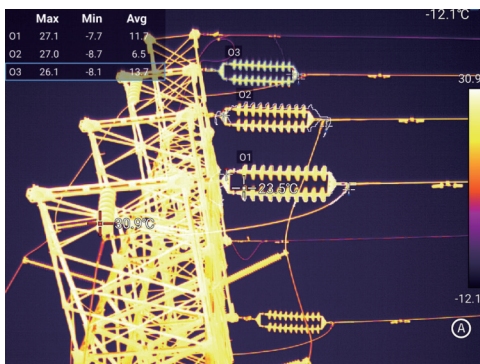 Max Min Avg
O1 27.1 -7.7 11.7
O2 27.0 -8.7 6.5
O3 26.1 -8.1 13.7
-12.1°C
O3
O2
30.9
O1
23.5°C
30.9°C
-12.1
A